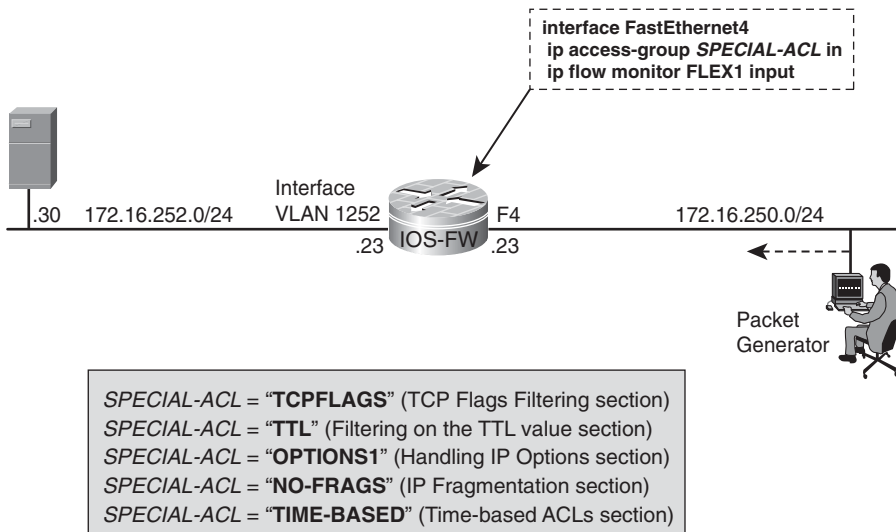 interface FastEthernet4
ip access-group SPECIAL-ACL in
ip flow monitor FLEX1 input
.30
172.16.252.0/24
Interface
VLAN 1252
.23
IOS-FW
F4
.23
172.16.250.0/24
Packet
Generator
SPECIAL-ACL = “TCPFLAGS” (TCP Flags Filtering section)
SPECIAL-ACL = “TTL” (Filtering on the TTL value section)
SPECIAL-ACL = “OPTIONS1” (Handling IP Options section)
SPECIAL-ACL = “NO-FRAGS” (IP Fragmentation section)
SPECIAL-ACL = “TIME-BASED” (Time-based ACLs section)